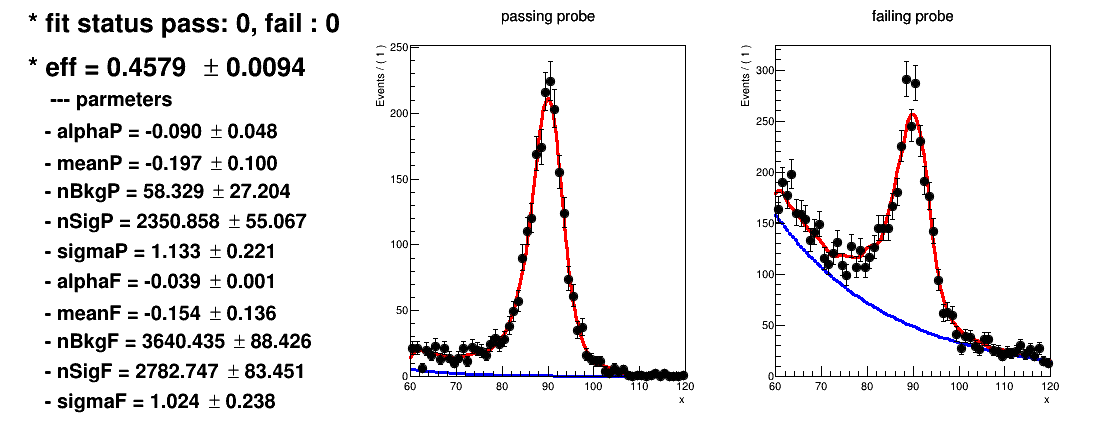 * fit status pass: 0, fail : 0
* eff = 0.4579 ± 0.0094
--- parmeters
- alphaP = -0.090 ± 0.048
- meanP = -0.197 ± 0.100
- nBkgP = 58.329 ± 27.204
- nSigP = 2350.858 ± 55.067
- sigmaP = 1.133 ± 0.221
- alphaF = -0.039 ± 0.001
- meanF = -0.154 ± 0.136
- nBkgF = 3640.435 ± 88.426
- nSigF = 2782.747 ± 83.451
- sigmaF = 1.024 ± 0.238
passing probe
Events / ( 1 )
250
200
150
100
50
0
60 70 80 90 100 110 120
x
failing probe
Events / ( 1 )
300
250
200
150
100
50
0
60 70 80 90 100 110 120
x